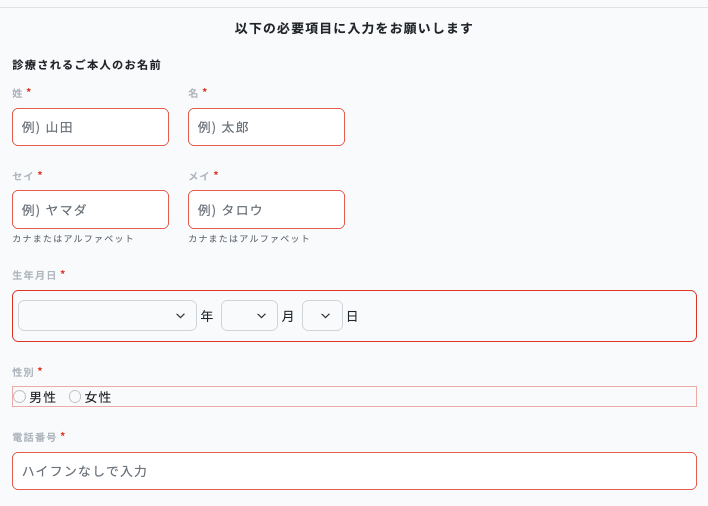 以下の必要項目に入力をお願いします
診療されるご本人のお名前
姓 * 名 *
例) 山田 例) 太郎
セイ * メイ *
例) ヤマダ 例) タロウ
カナまたはアルファベット カナまたはアルファベット
生年月日 *
年 月 日
性別 *
男性 女性
電話番号 *
ハイフンなしで入力